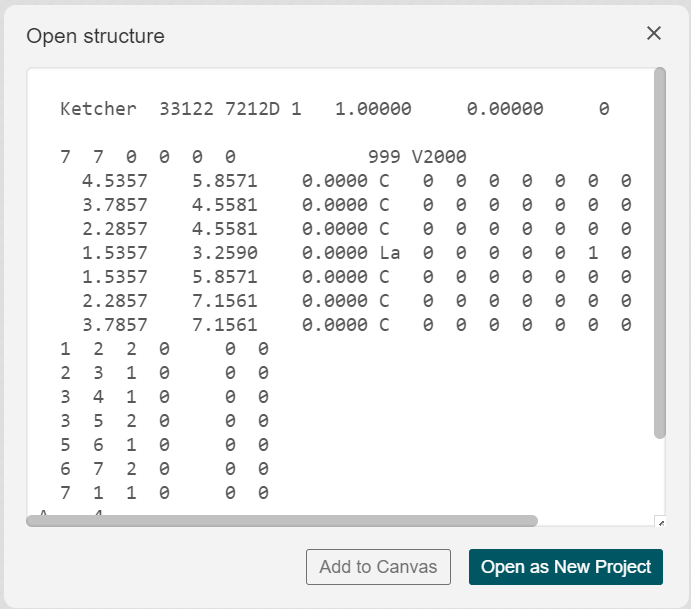 Open structure
Ketcher  33122 7212D 1   1.00000     0.00000     0
7  7  0  0  0  0            999 V2000
4.5357    5.8571    0.0000 C   0  0  0  0  0  0  0
3.7857    4.5581    0.0000 C   0  0  0  0  0  0  0
2.2857    4.5581    0.0000 C   0  0  0  0  0  0  0
1.5357    3.2590    0.0000 La  0  0  0  0  0  1  0
1.5357    5.8571    0.0000 C   0  0  0  0  0  0  0
2.2857    7.1561    0.0000 C   0  0  0  0  0  0  0
3.7857    7.1561    0.0000 C   0  0  0  0  0  0  0
1  2  2  0     0  0
2  3  1  0     0  0
3  4  1  0     0  0
3  5  2  0     0  0
5  6  1  0     0  0
6  7  2  0     0  0
7  1  1  0     0  0
Add to Canvas
Open as New Project